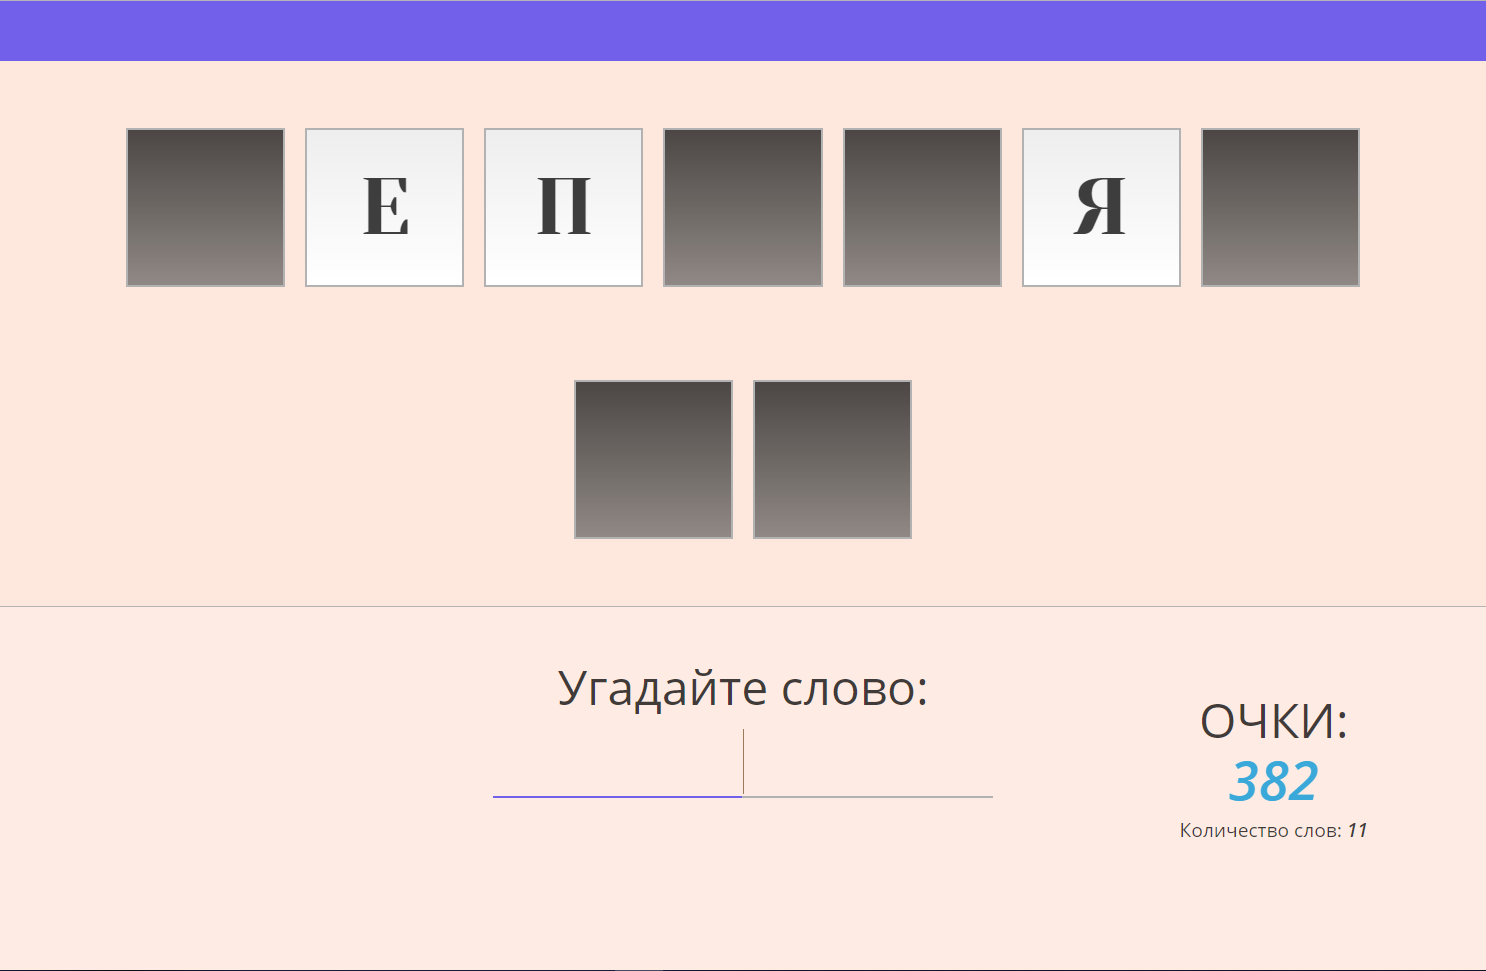 Е П Я
Угадайте слово:
ОЧКИ:
382
Количество слов: 11